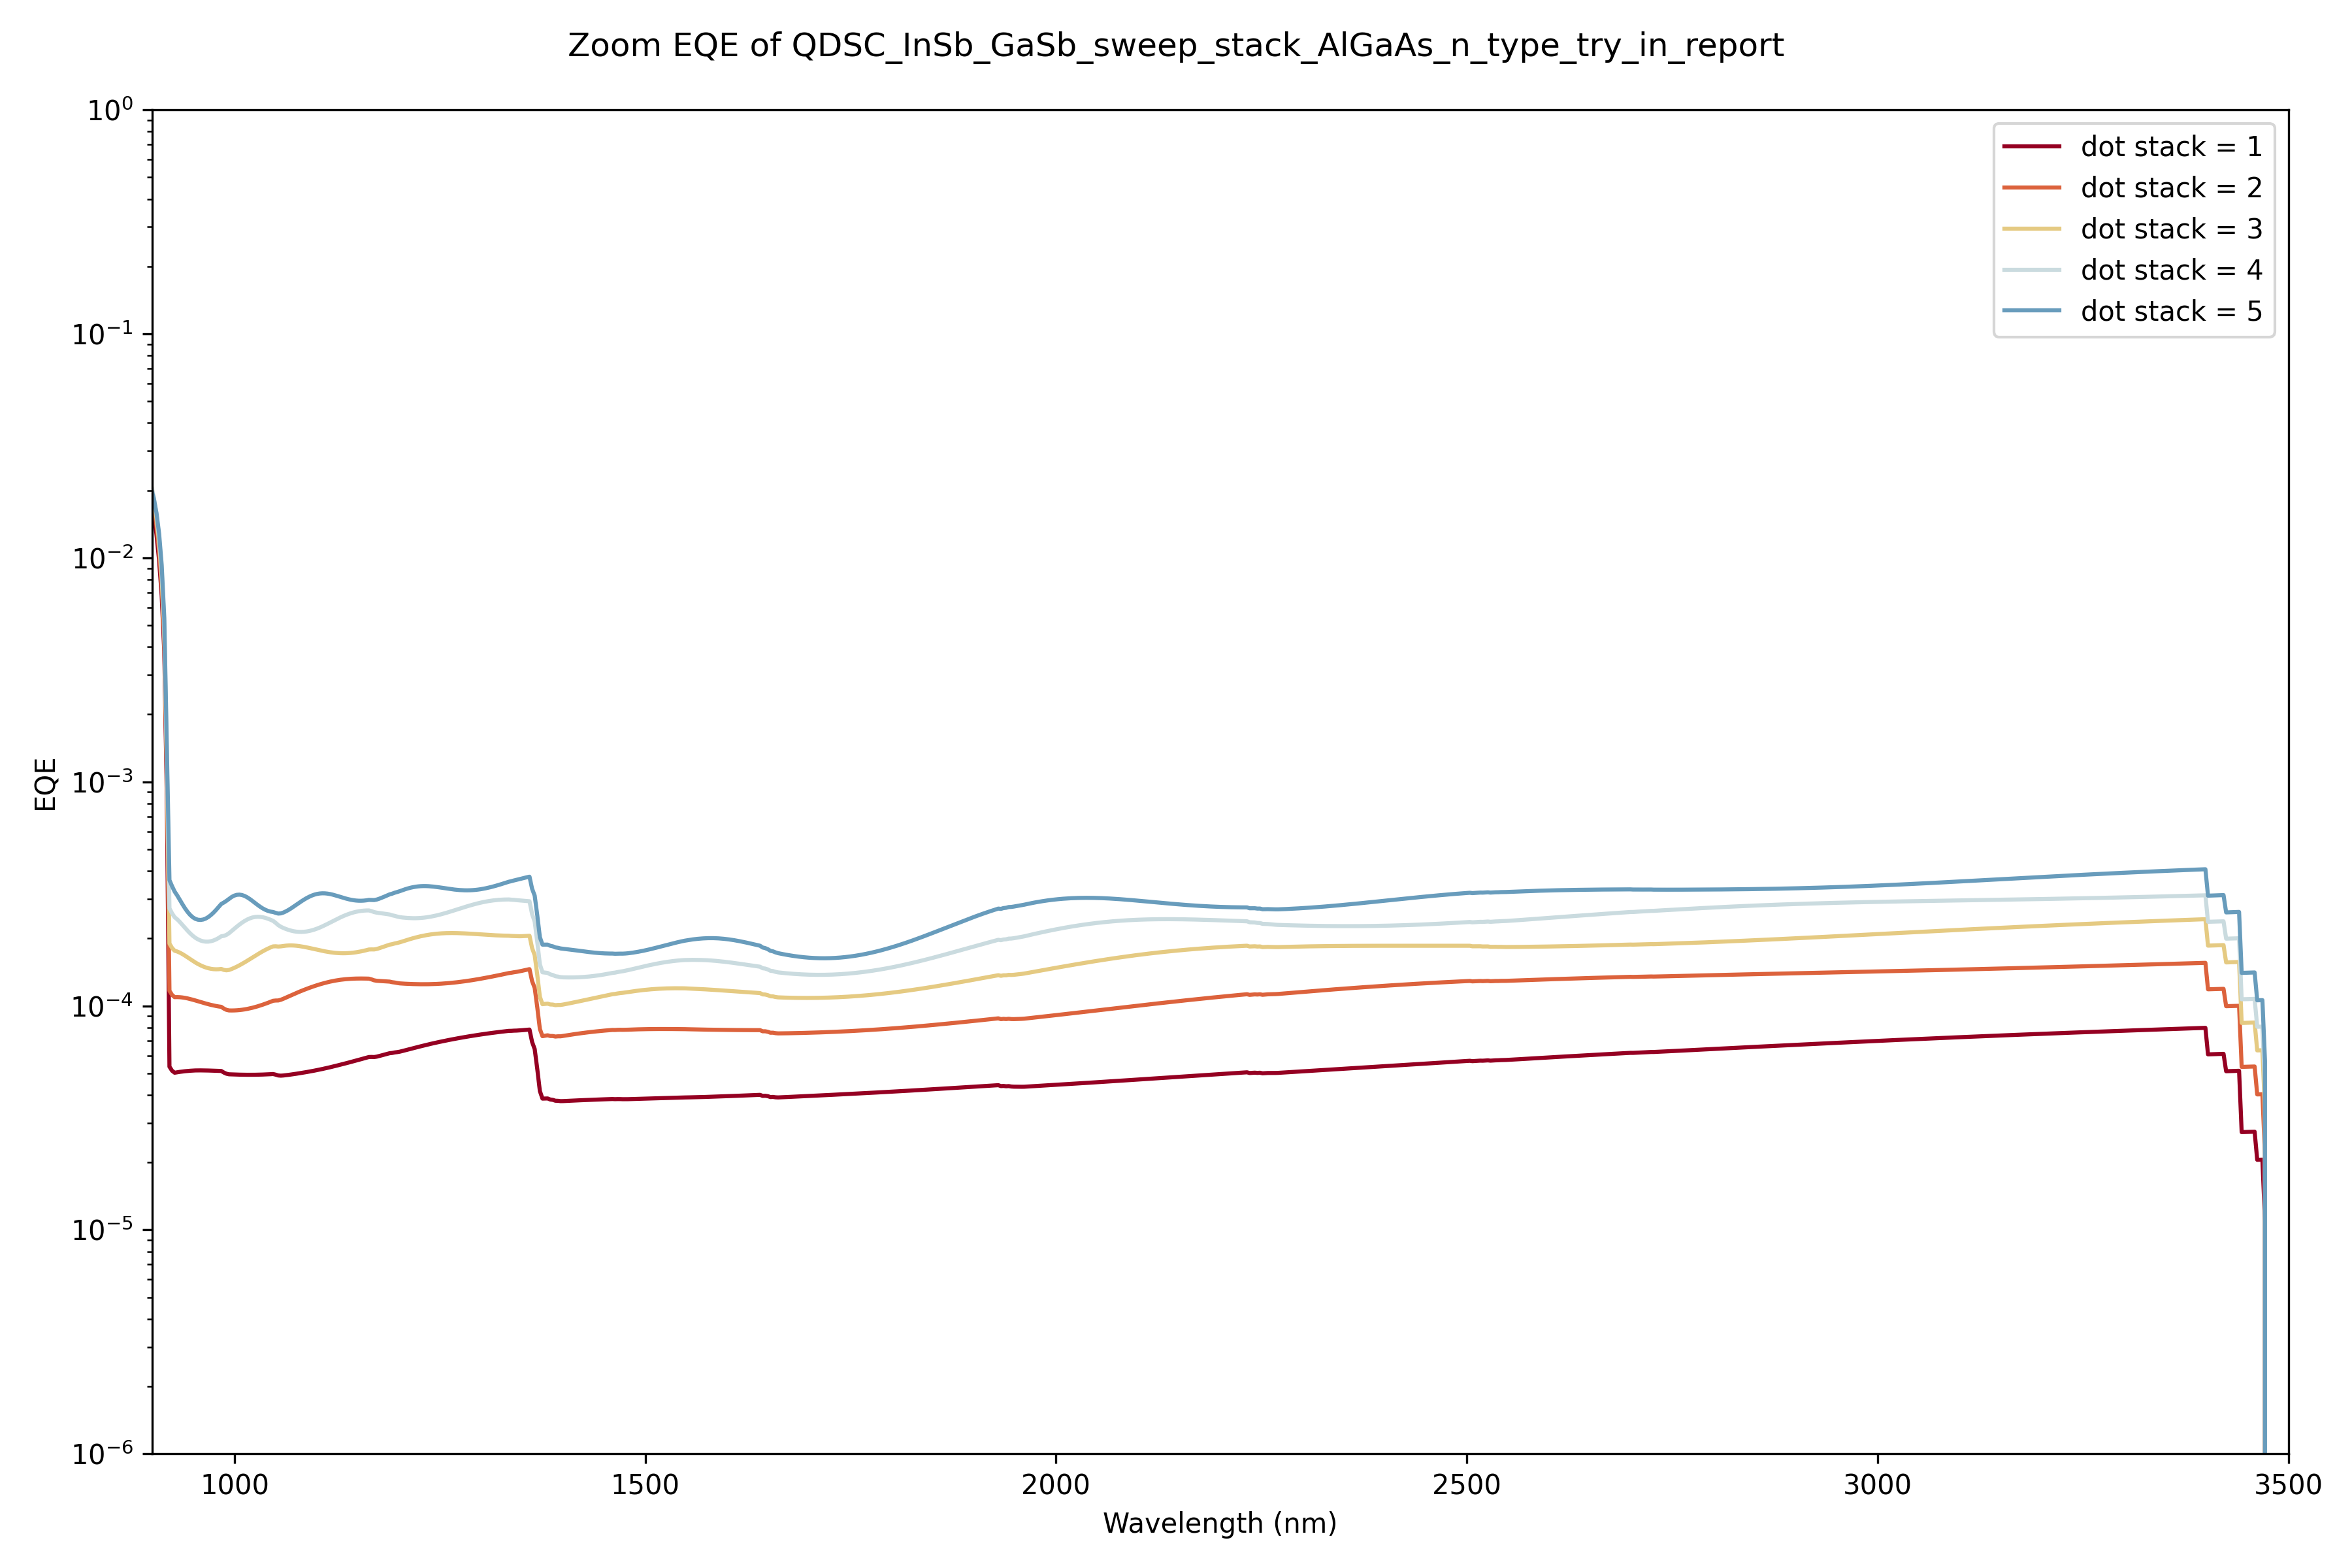 Zoom EQE of QDSC_InSb_GaSb_sweep_stack_AlGaAs_n_type_try_in_report
10⁰
10⁻¹
10⁻²
10⁻³
10⁻⁴
10⁻⁵
10⁻⁶
EQE
dot stack = 1
dot stack = 2
dot stack = 3
dot stack = 4
dot stack = 5
1000 1500 2000 2500 3000 3500
Wavelength (nm)